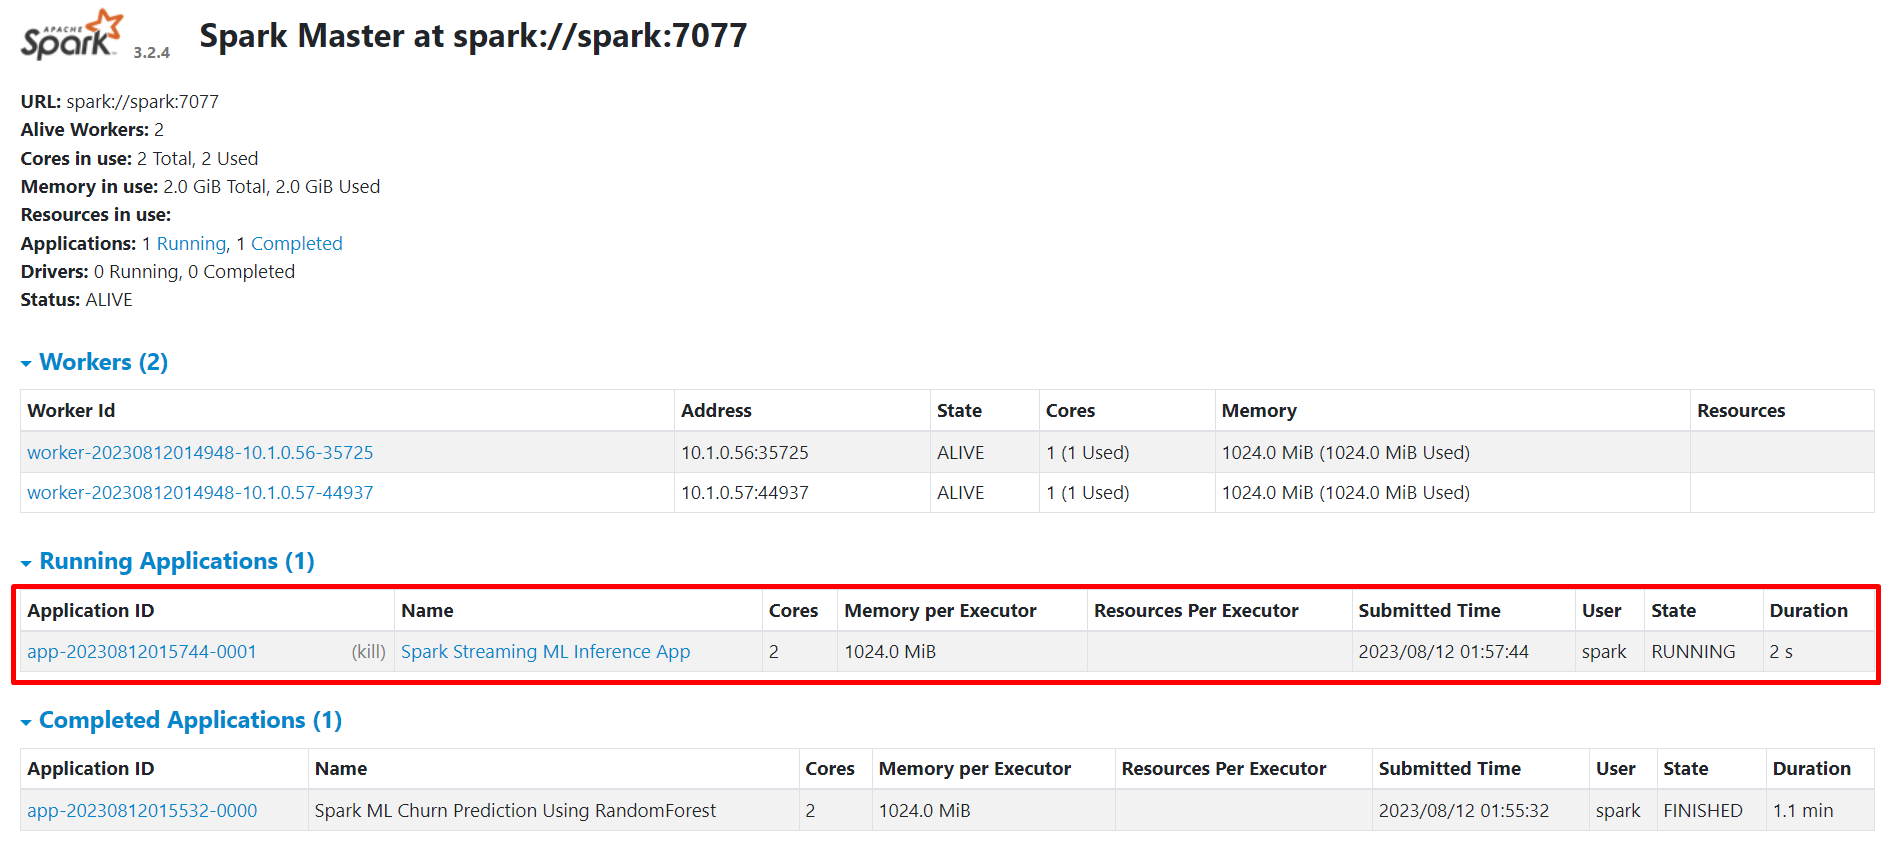 APACHE
Spark 3.2.4 Spark Master at spark://spark:7077
URL: spark://spark:7077
Alive Workers: 2
Cores in use: 2 Total, 2 Used
Memory in use: 2.0 GiB Total, 2.0 GiB Used
Resources in use:
Applications: 1 Running, 1 Completed
Drivers: 0 Running, 0 Completed
Status: ALIVE
Workers (2)
Worker Id Address State Cores Memory Resources
worker-20230812014948-10.1.0.56-35725 10.1.0.56:35725 ALIVE 1 (1 Used) 1024.0 MiB (1024.0 MiB Used)
worker-20230812014948-10.1.0.57-44937 10.1.0.57:44937 ALIVE 1 (1 Used) 1024.0 MiB (1024.0 MiB Used)
Running Applications (1)
Application ID Name Cores Memory per Executor Resources Per Executor Submitted Time User State Duration
app-20230812015744-0001 (kill) Spark Streaming ML Inference App 2 1024.0 MiB 2023/08/12 01:57:44 spark RUNNING 2 s
Completed Applications (1)
Application ID Name Cores Memory per Executor Resources Per Executor Submitted Time User State Duration
app-20230812015532-0000 Spark ML Churn Prediction Using RandomForest 2 1024.0 MiB 2023/08/12 01:55:32 spark FINISHED 1.1 min